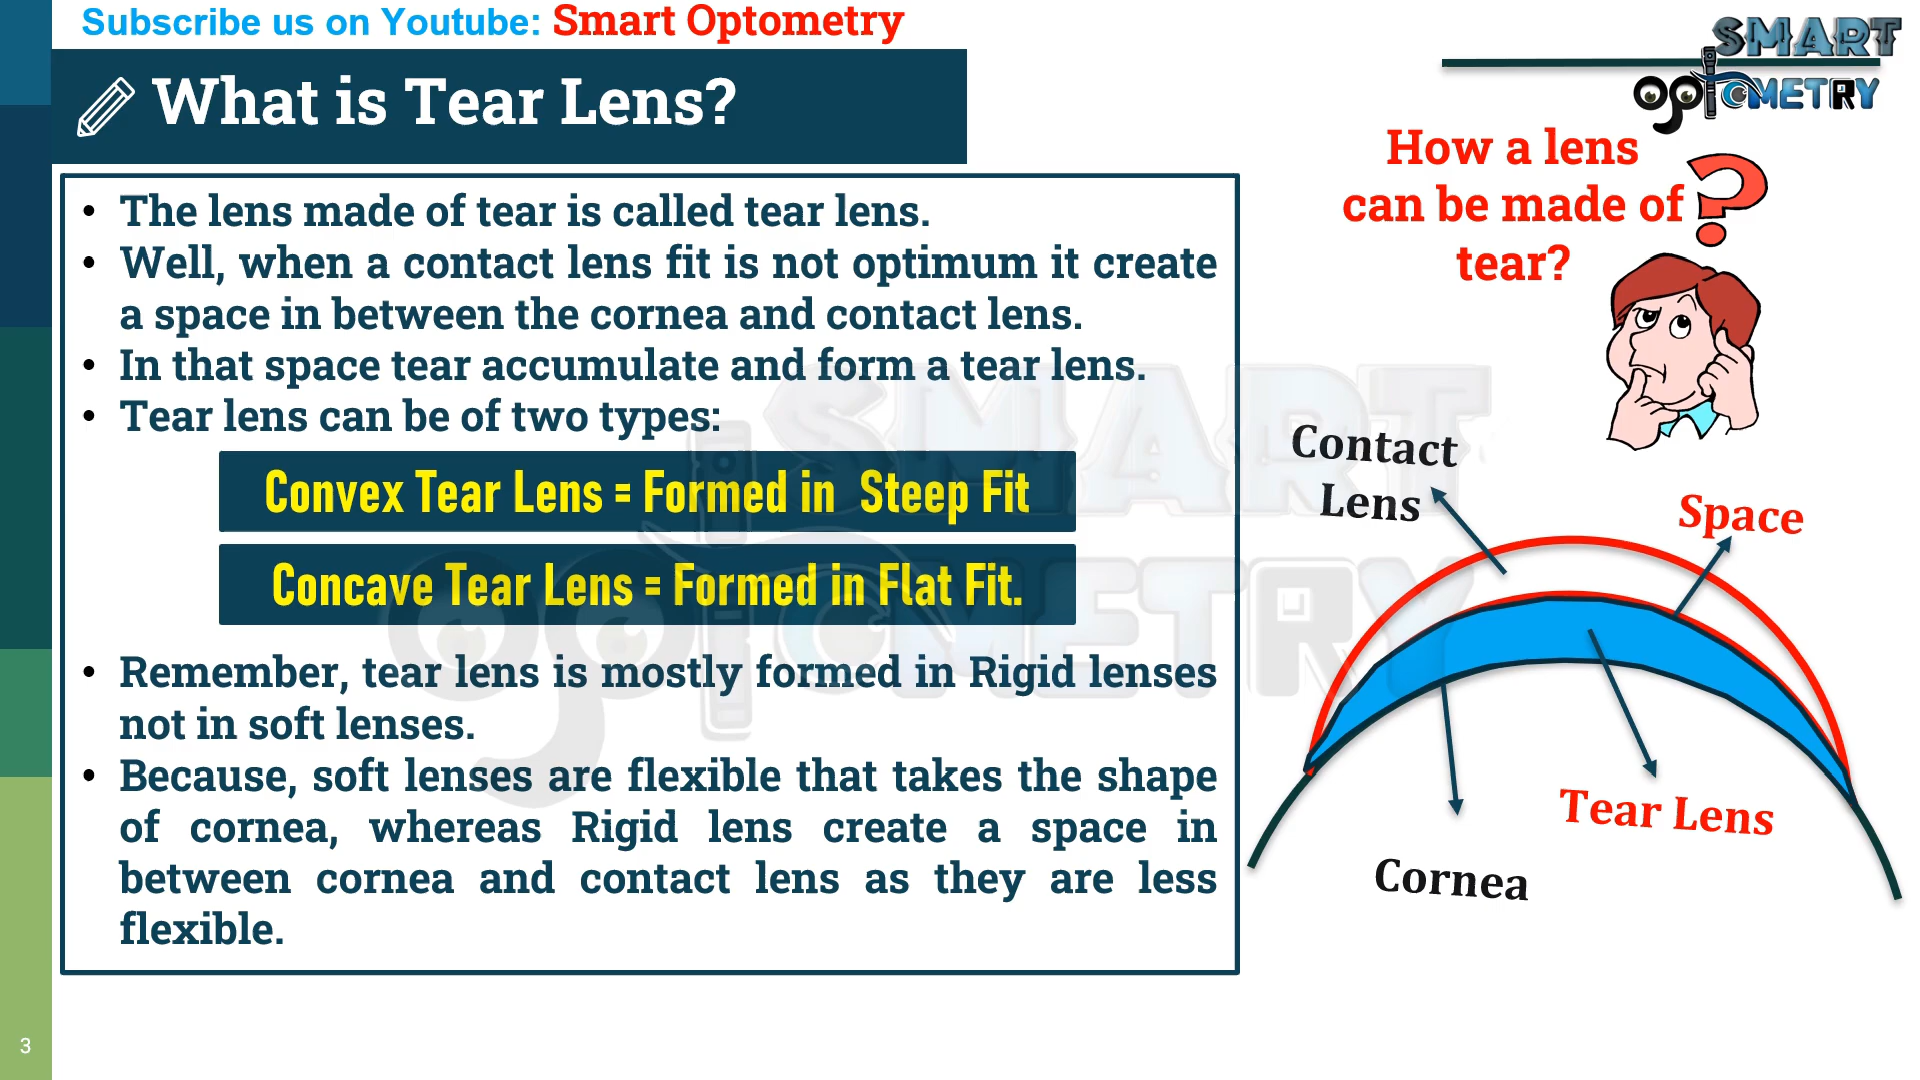 Subscribe us on Youtube: Smart Optometry
SMART
OptOMETRY
What is Tear Lens?
How a lens
can be made of
tear?
• The lens made of tear is called tear lens.
• Well, when a contact lens fit is not optimum it create
a space in between the cornea and contact lens.
• In that space tear accumulate and form a tear lens.
• Tear lens can be of two types:
Convex Tear Lens = Formed in Steep Fit
Concave Tear Lens = Formed in Flat Fit.
• Remember, tear lens is mostly formed in Rigid lenses
not in soft lenses.
• Because, soft lenses are flexible that takes the shape
of cornea, whereas Rigid lens create a space in
between cornea and contact lens as they are less
flexible.
Contact
Lens
Space
Tear Lens
Cornea
SMART
OptOMETRY
3